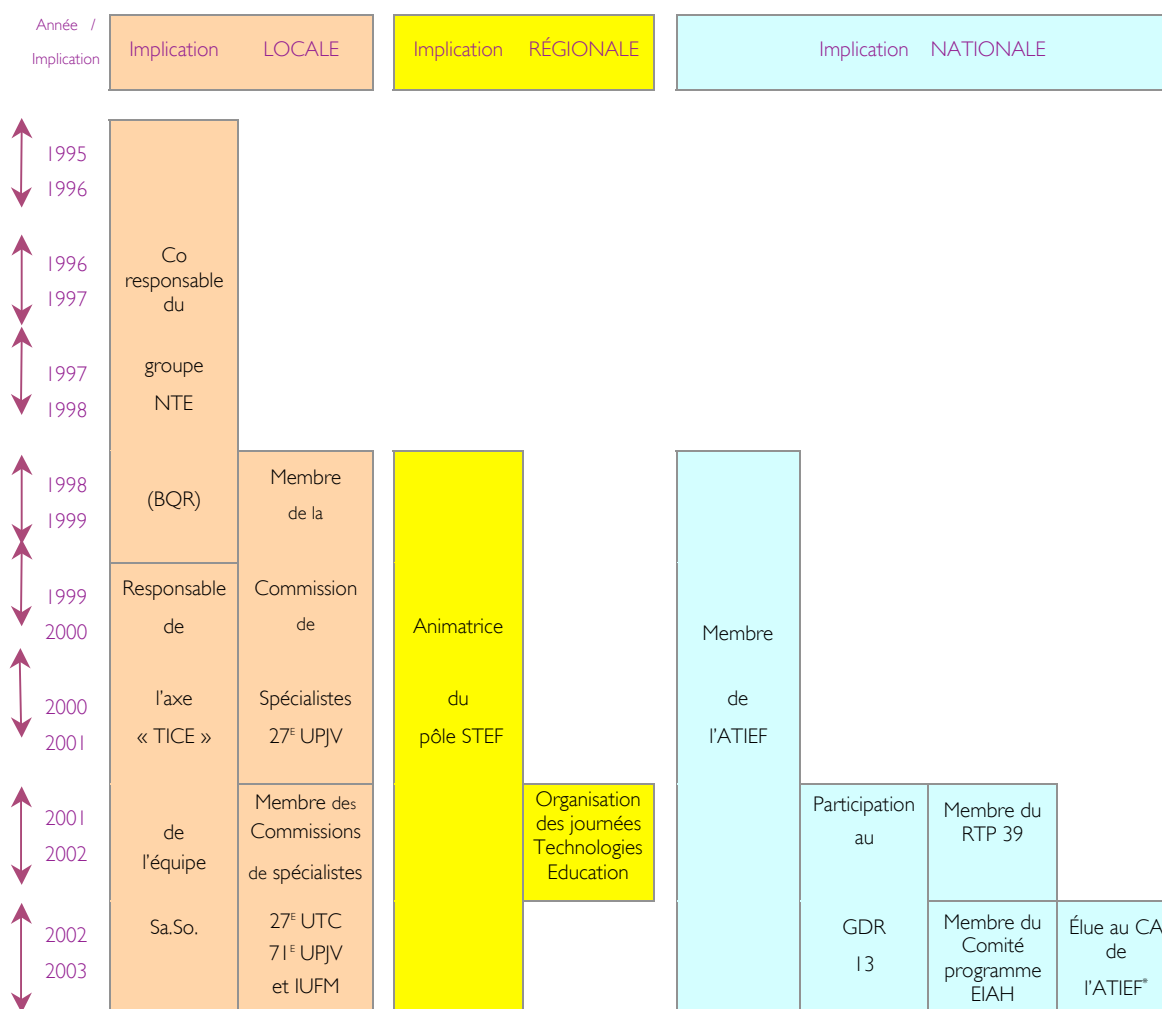 Année /
Implication
Implication LOCALE
Implication RÉGIONALE
Implication NATIONALE
1995
1996
1996
1997
1997
1998
1998
1999
1999
2000
2000
2001
2001
2002
2002
2003
Co
responsable
du
groupe
NTE
(BQR)
Responsable
de
l'axe
« TICE »
de
l'équipe
Sa.So.
Membre
de la
Commission
de
Spécialistes
27E UPJV
Membre des
Commissions
de spécialistes
27E UTC
71E UPJV
et IUFM
Animatrice
du
pôle STEF
Organisation
des journées
Technologies
Education
Membre
de
l'ATIEF
Participation
au
GDR
13
Membre du
RTP 39
Membre du
Comité
programme
EIAH
Élue au CA
de
l'ATIEF*